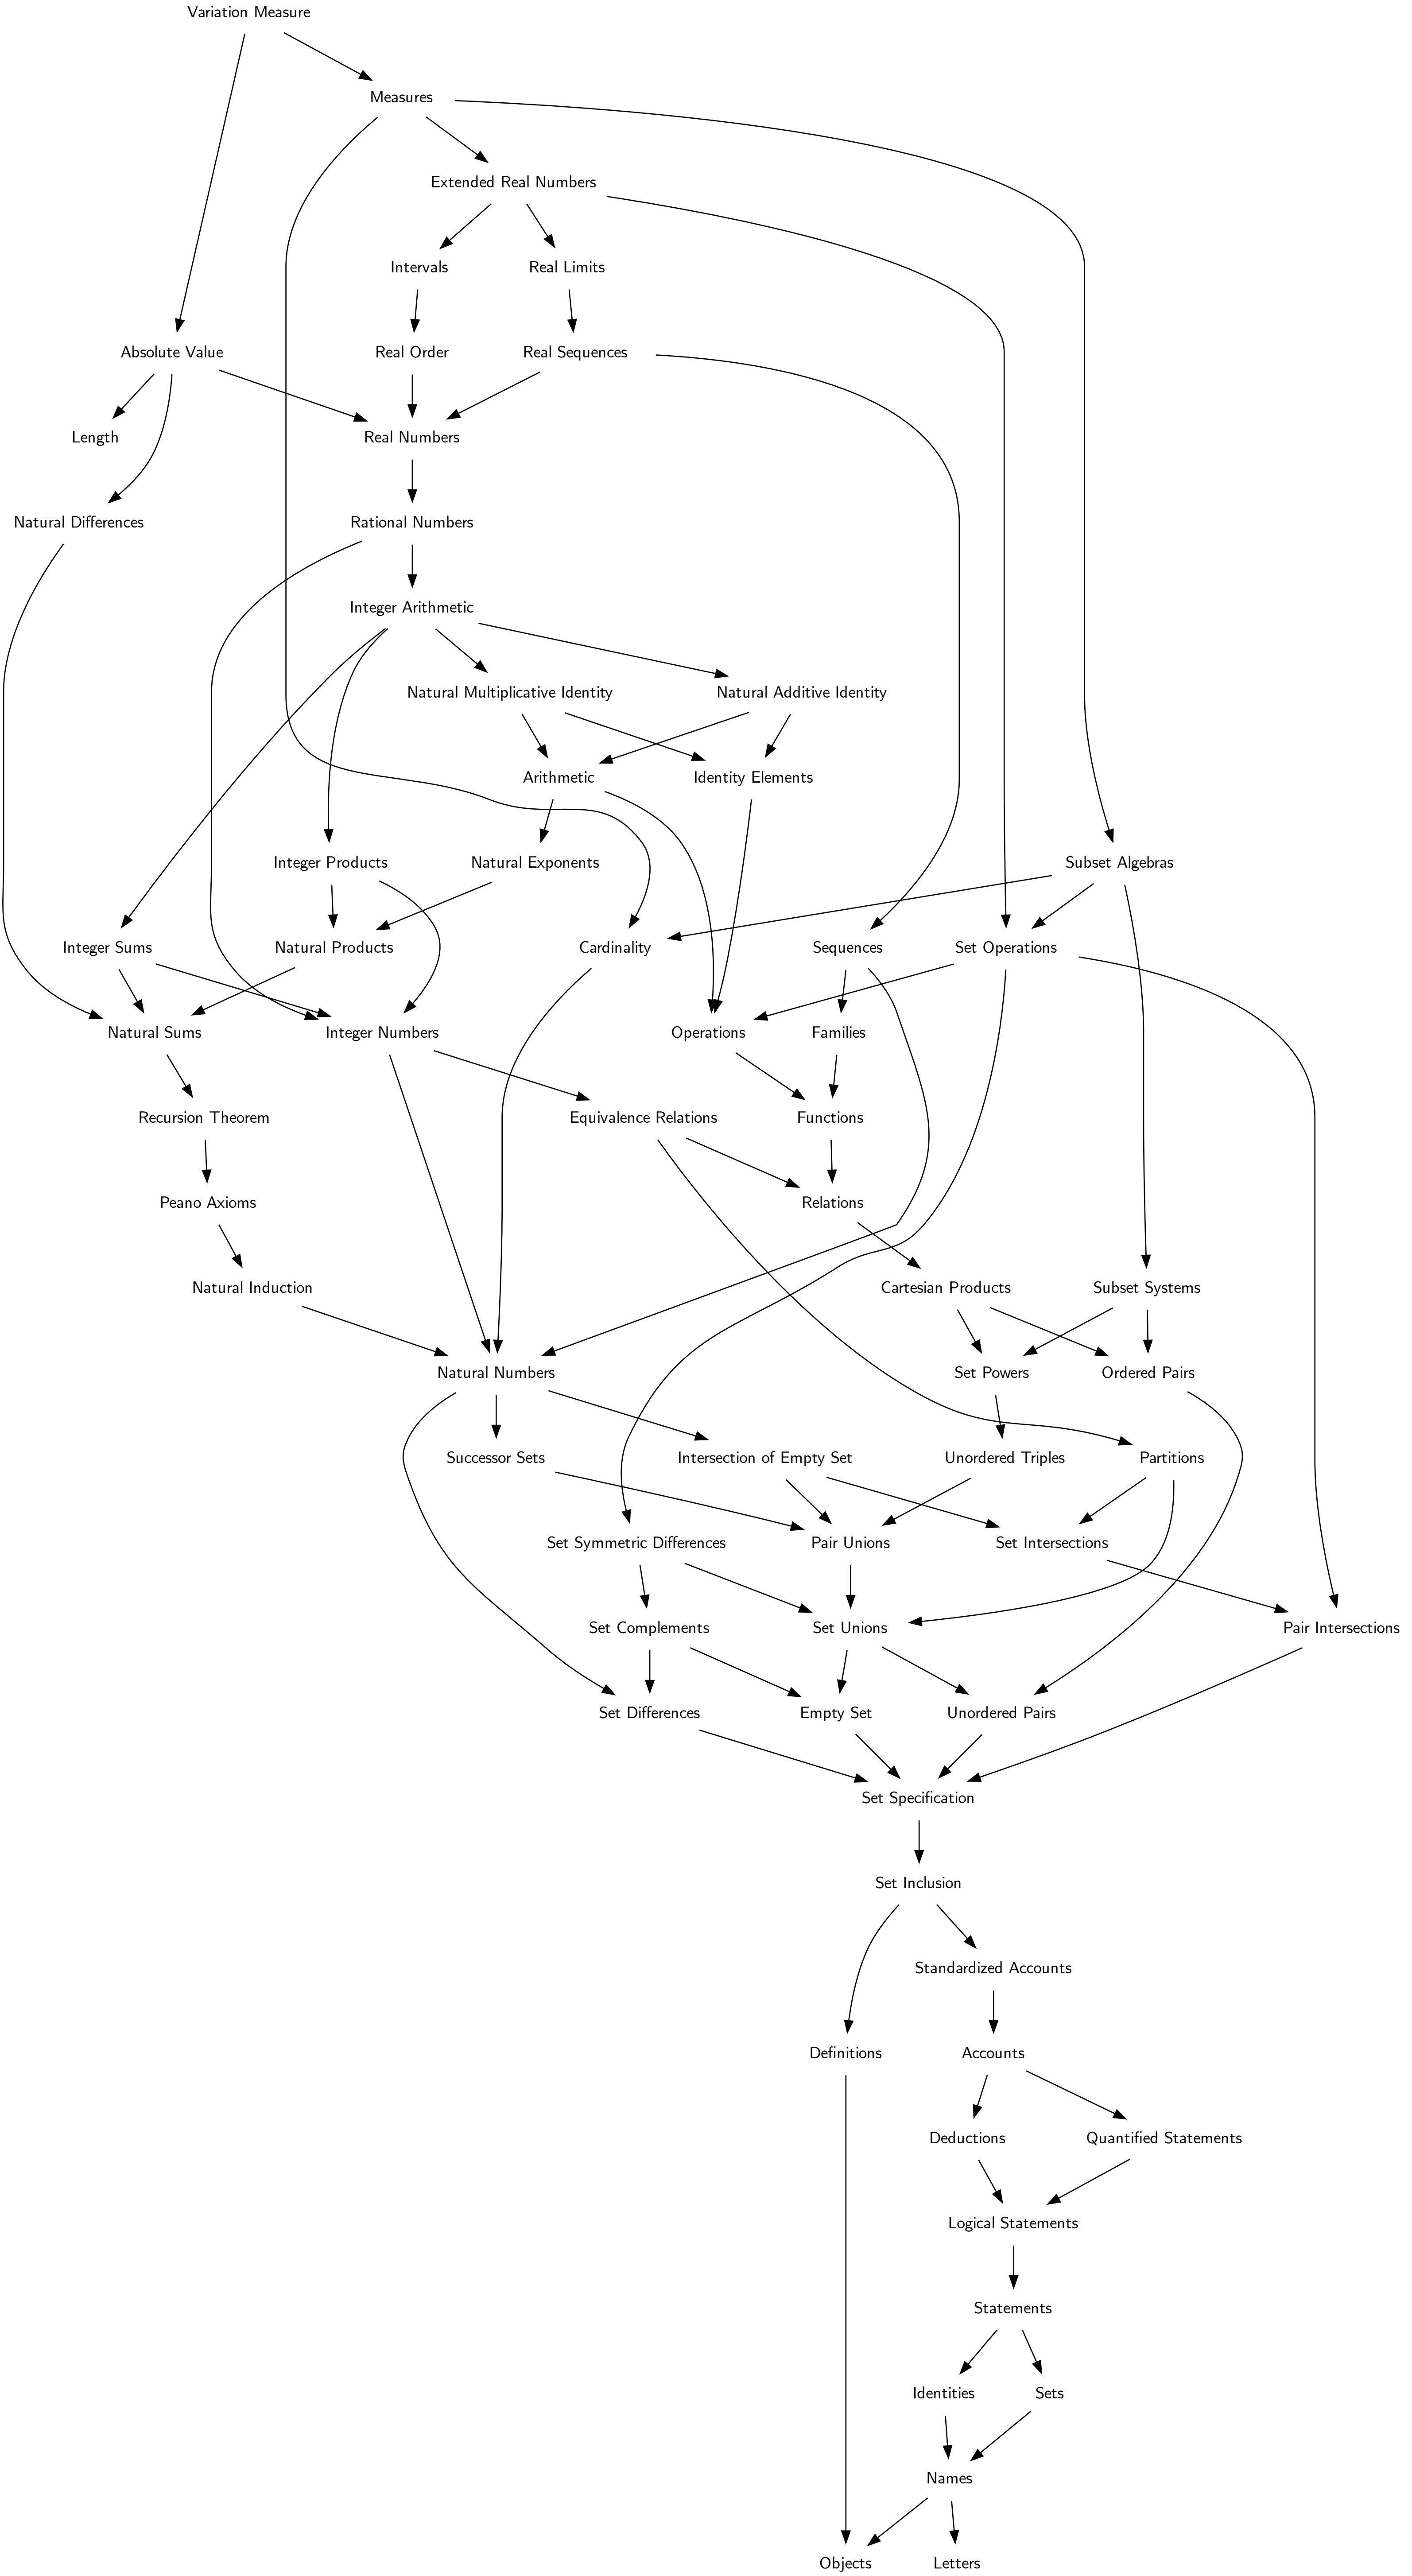 Variation Measure
Measures
Extended Real Numbers
Intervals
Real Limits
Absolute Value
Real Order
Real Sequences
Length
Real Numbers
Natural Differences
Rational Numbers
Integer Arithmetic
Natural Multiplicative Identity
Natural Additive Identity
Arithmetic
Identity Elements
Integer Products
Natural Exponents
Subset Algebras
Integer Sums
Natural Products
Cardinality
Sequences
Set Operations
Natural Sums
Integer Numbers
Operations
Families
Recursion Theorem
Equivalence Relations
Functions
Peano Axioms
Relations
Natural Induction
Cartesian Products
Subset Systems
Natural Numbers
Set Powers
Ordered Pairs
Successor Sets
Intersection of Empty Set
Unordered Triples
Partitions
Set Symmetric Differences
Pair Unions
Set Intersections
Set Complements
Set Unions
Pair Intersections
Set Differences
Empty Set
Unordered Pairs
Set Specification
Set Inclusion
Standardized Accounts
Definitions
Accounts
Deductions
Quantified Statements
Logical Statements
Statements
Identities
Sets
Names
Objects
Letters